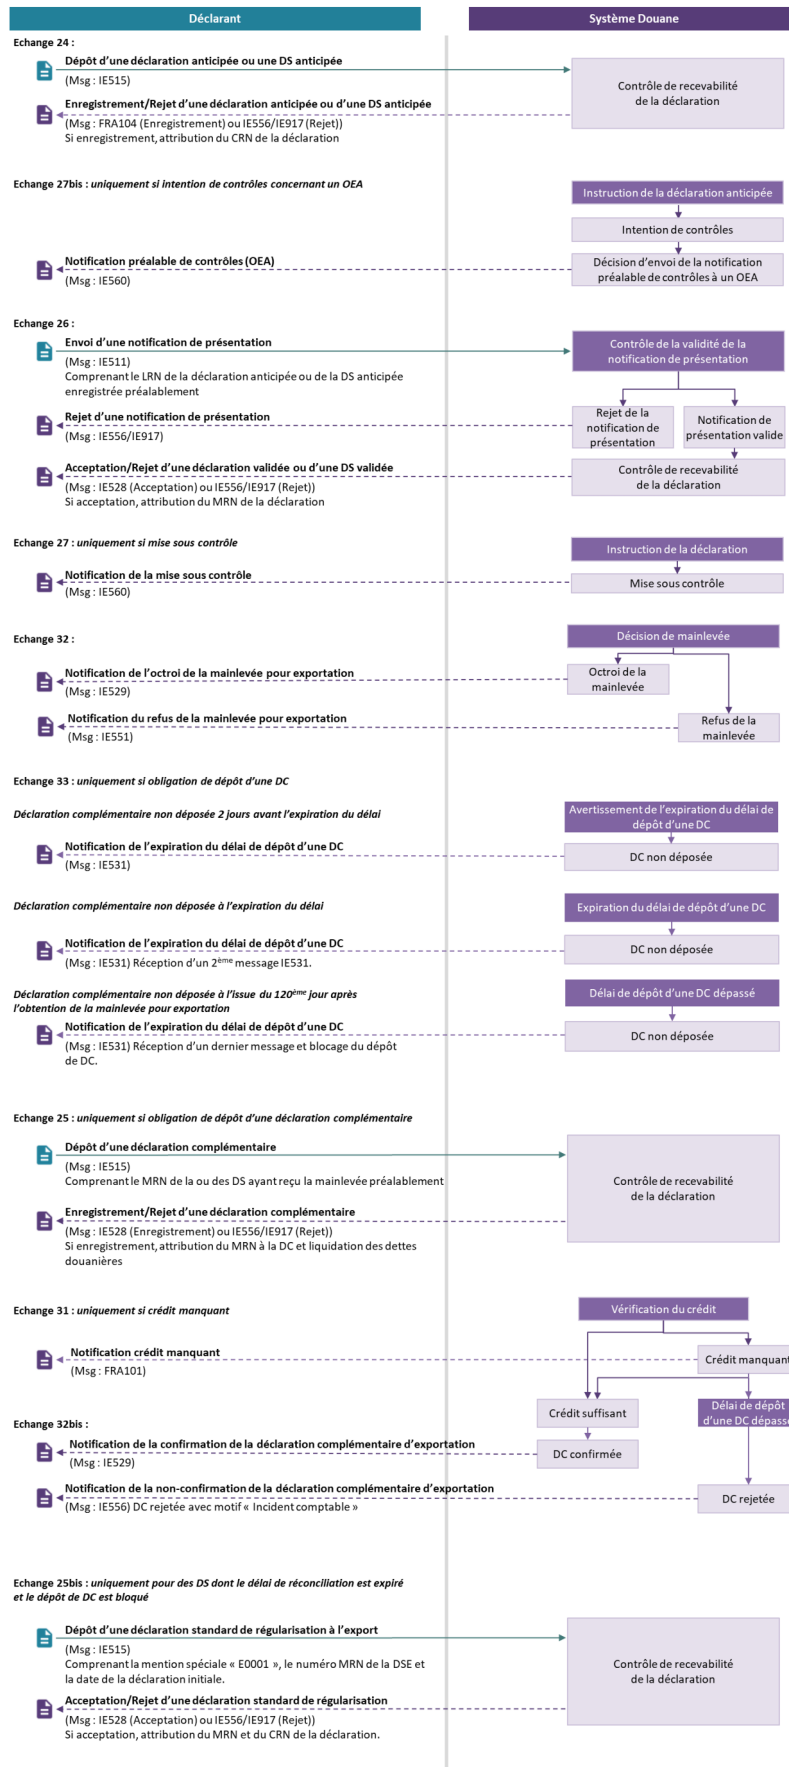 Déclarant
Système Douane
Echange 24 :
Dépôt d'une déclaration anticipée ou une DS anticipée
(Msg : IE515)
Contrôle de recevabilité
de la déclaration
Enregistrement/Rejet d'une déclaration anticipée ou d'une DS anticipée
(Msg : FRA104 (Enregistrement) ou IE556/IE917 (Rejet))
Si enregistrement, attribution du CRN de la déclaration
Echange 27bis : uniquement si intention de contrôles concernant un OEA
Instruction de la déclaration anticipée
Intention de contrôles
Notification préalable de contrôles (OEA)
(Msg : IE560)
Décision d'envoi de la notification
préalable de contrôles à un OEA
Echange 26 :
Envoi d'une notification de présentation
(Msg : IE511)
Comprenant le LRN de la déclaration anticipée ou de la DS anticipée
enregistrée préalablement
Contrôle de la validité de la
notification de présentation
Rejet d'une notification de présentation
(Msg : IE556/IE917)
Rejet de la
notification de
présentation
Notification de
présentation valide
Acceptation/Rejet d'une déclaration validée ou d'une DS validée
(Msg : IE528 (Acceptation) ou IE556/IE917 (Rejet))
Si acceptation, attribution du MRN de la déclaration
Contrôle de recevabilité
de la déclaration
Echange 27 : uniquement si mise sous contrôle
Instruction de la déclaration
Notification de la mise sous contrôle
(Msg : IE560)
Mise sous contrôle
Echange 32 :
Décision de mainlevée
Notification de l'octroi de la mainlevée pour exportation
(Msg : IE529)
Octroi de la
mainlevée
Notification du refus de la mainlevée pour exportation
(Msg : IE551)
Refus de la
mainlevée
Echange 33 : uniquement si obligation de dépôt d'une DC
Déclaration complémentaire non déposée 2 jours avant l'expiration du délai
Avertissement de l'expiration du délai de
dépôt d'une DC
Notification de l'expiration du délai de dépôt d'une DC
(Msg : IE531)
DC non déposée
Déclaration complémentaire non déposée à l'expiration du délai
Expiration du délai de dépôt d'une DC
Notification de l'expiration du délai de dépôt d'une DC
(Msg : IE531) Réception d'un 2ème message IE531.
DC non déposée
Déclaration complémentaire non déposée à l'issue du 120ème jour après
l'obtention de la mainlevée pour exportation
Délai de dépôt d'une DC dépassé
Notification de l'expiration du délai de dépôt d'une DC
(Msg : IE531) Réception d'un dernier message et blocage du dépôt
de DC.
DC non déposée
Echange 25 : uniquement si obligation de dépôt d'une déclaration complémentaire
Dépôt d'une déclaration complémentaire
(Msg : IE515)
Comprenant le MRN de la ou des DS ayant reçu la mainlevée préalablement
Contrôle de recevabilité
de la déclaration
Enregistrement/Rejet d'une déclaration complémentaire
(Msg : IE528 (Enregistrement) ou IE556/IE917 (Rejet))
Si enregistrement, attribution du MRN à la DC et liquidation des dettes
douanières
Echange 31 : uniquement si crédit manquant
Vérification du crédit
Notification crédit manquant
(Msg : FRA101)
Crédit manquant
Crédit suffisant
Délai de dépôt
d'une DC dépassé
Echange 32bis :
Notification de la confirmation de la déclaration complémentaire d'exportation
(Msg : IE529)
DC confirmée
Notification de la non-confirmation de la déclaration complémentaire d'exportation
(Msg : IE556) DC rejetée avec motif « Incident comptable »
DC rejetée
Echange 25bis : uniquement pour des DS dont le délai de réconciliation est expiré
et le dépôt de DC est bloqué
Dépôt d'une déclaration standard de régularisation à l'export
(Msg : IE515)
Comprenant la mention spéciale « E0001 », le numéro MRN de la DSE et
la date de la déclaration initiale.
Contrôle de recevabilité
de la déclaration
Acceptation/Rejet d'une déclaration standard de régularisation
(Msg : IE528 (Acceptation) ou IE556/IE917 (Rejet))
Si acceptation, attribution du MRN et du CRN de la déclaration.